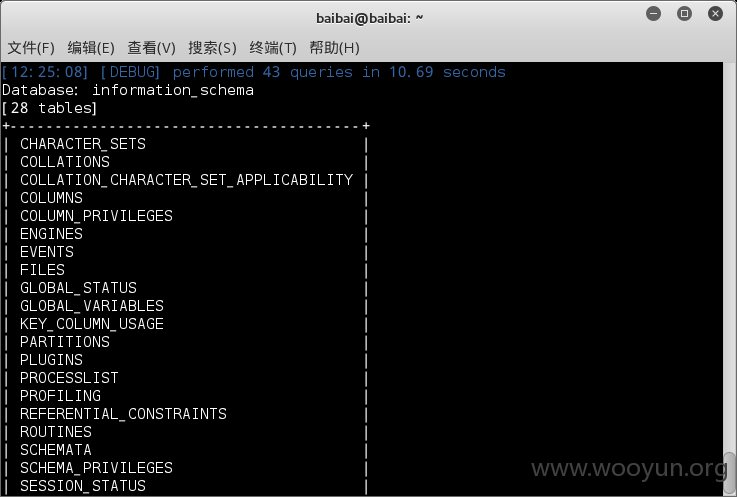 baibai@baibai: ~
文件(F) 编辑(E) 查看(V) 搜索(S) 终端(T) 帮助(H)
[12:25:08] [DEBUG] performed 43 queries in 10.69 seconds
Database: information_schema
[28 tables]
+---------------------------------------+
| CHARACTER_SETS |
| COLLATIONS |
| COLLATION_CHARACTER_SET_APPLICABILITY |
| COLUMNS |
| COLUMN_PRIVILEGES |
| ENGINES |
| EVENTS |
| FILES |
| GLOBAL_STATUS |
| GLOBAL_VARIABLES |
| KEY_COLUMN_USAGE |
| PARTITIONS |
| PLUGINS |
| PROCESSLIST |
| PROFILING |
| REFERENTIAL_CONSTRAINTS |
| ROUTINES |
| SCHEMATA |
| SCHEMA_PRIVILEGES |
| SESSION_STATUS |
www.wooyun.org